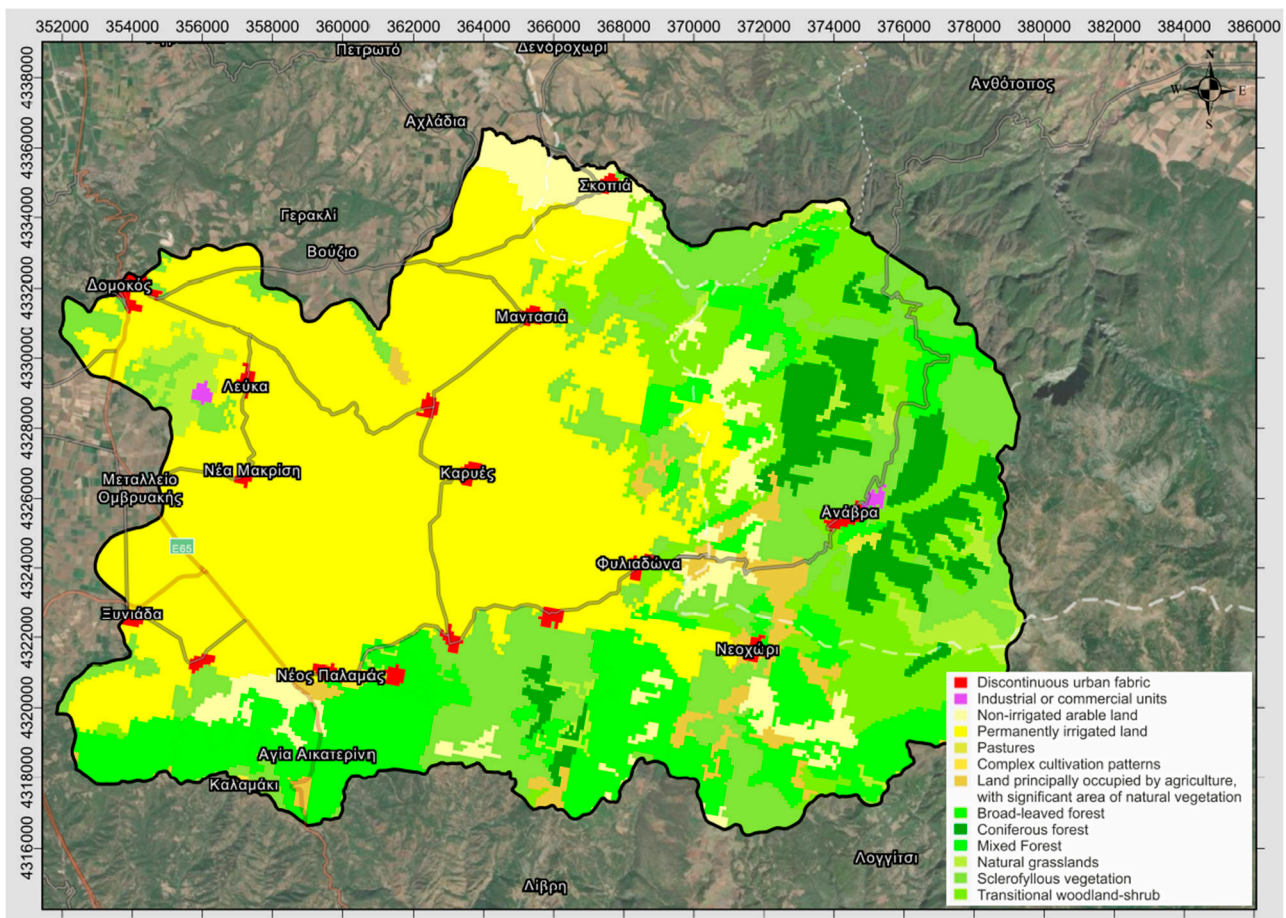 352000 354000 356000 358000 360000 362000 364000 366000 368000 370000 372000 374000 376000 378000 380000 382000 384000 386000
4338000
4336000
4334000
4332000
4330000
4328000
4326000
4324000
4322000
4320000
4318000
4316000
N
W E
S
Πετρωτό
Δενδροχώρι
Ανθότοπος
Αχλάδια
Σκοπιά
Γερακλί
Βούζιο
Δομοκός
Μαντασιά
Λεύκα
Νέα Μακρίση
Καρυές
Μεταλλείο
Ομβρυακής
Ανάβρα
E65
Φυλιαδώνα
Ξυνιάδα
Νεοχώρι
Νέος Παλαμάς
Αγία Αικατερίνη
Καλαμάκι
Λογγίτσι
Λίβρη
Discontinuous urban fabric
Industrial or commercial units
Non-irrigated arable land
Permanently irrigated land
Pastures
Complex cultivation patterns
Land principally occupied by agriculture,
with significant area of natural vegetation
Broad-leaved forest
Coniferous forest
Mixed Forest
Natural grasslands
Sclerofyllous vegetation
Transitional woodland-shrub